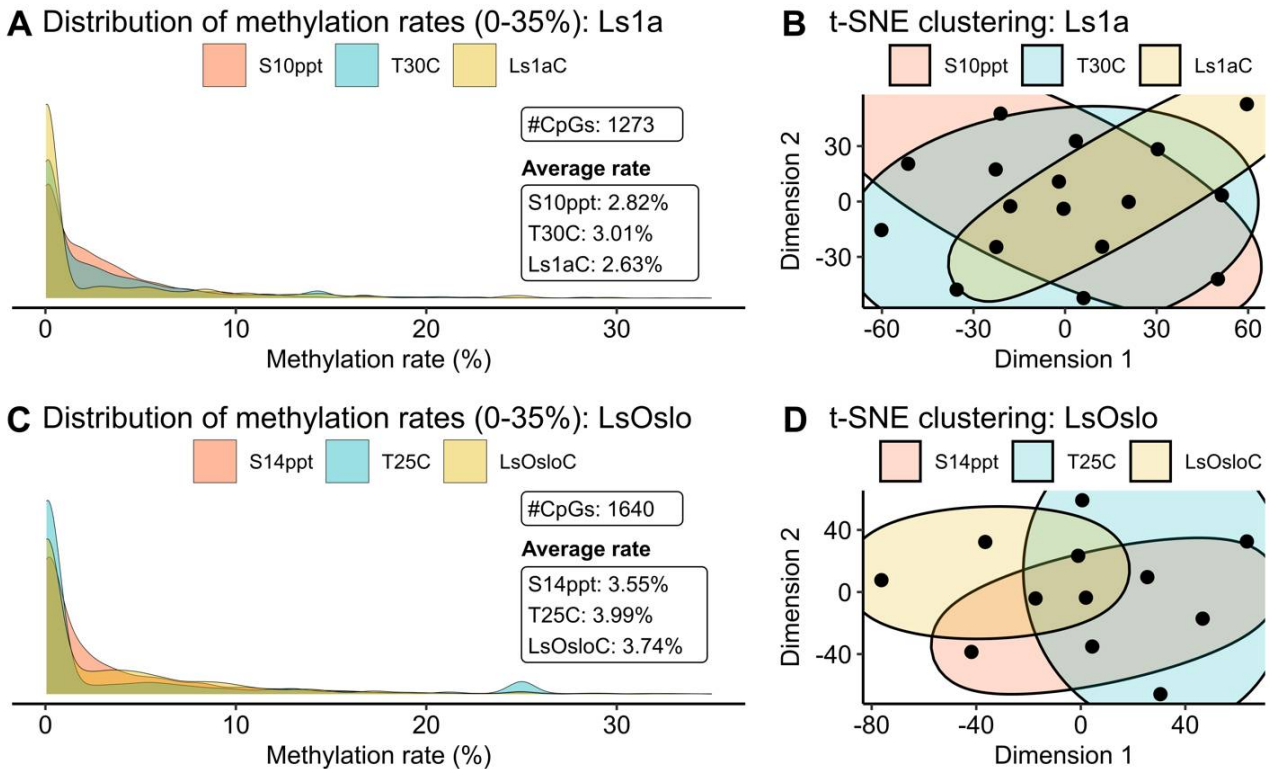 A Distribution of methylation rates (0-35%): Ls1a
S10ppt T30C Ls1aC
#CpGs: 1273
Average rate
S10ppt: 2.82%
T30C: 3.01%
Ls1aC: 2.63%
0 10 20 30
Methylation rate (%)
B t-SNE clustering: Ls1a
S10ppt T30C Ls1aC
Dimension 2
30
0
-30
-60 -30 0 30 60
Dimension 1
C Distribution of methylation rates (0-35%): LsOslo
S14ppt T25C LsOsloC
#CpGs: 1640
Average rate
S14ppt: 3.55%
T25C: 3.99%
LsOsloC: 3.74%
0 10 20 30
Methylation rate (%)
D t-SNE clustering: LsOslo
S14ppt T25C LsOsloC
Dimension 2
40
0
-40
-80 -40 0 40
Dimension 1